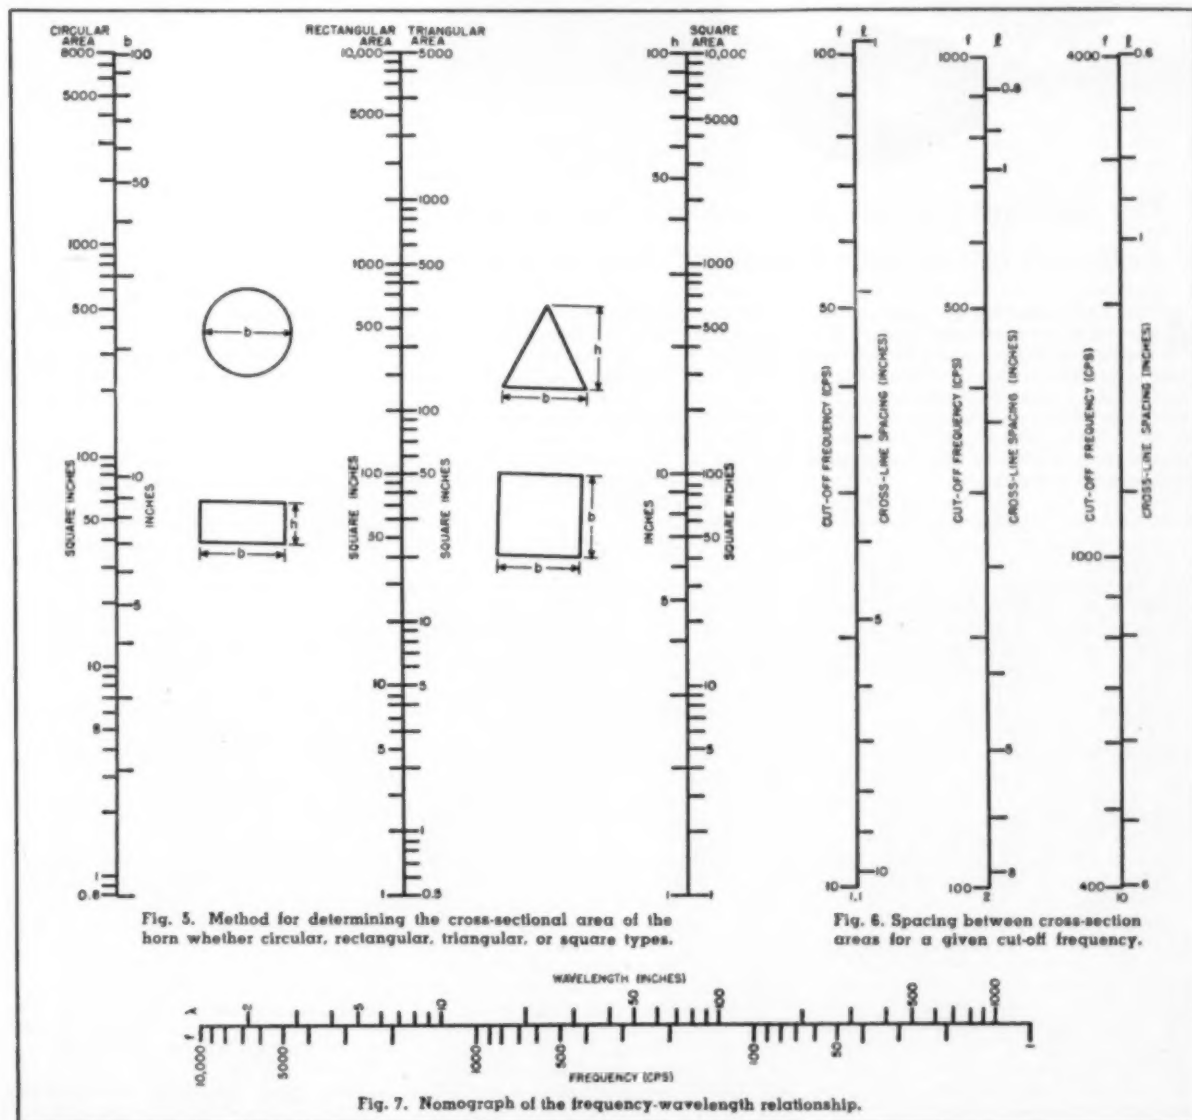 CIRCULAR AREA b
RECTANGULAR AREA TRIANGULAR AREA
h SQUARE AREA
f ℓ
f ℓ
f ℓ
8000 100
5000
50
1000
500
100
10
50
5
10
5
1
0.8
SQUARE INCHES
INCHES
b
h
b
10,000 5000
5000
1000
1000 500
500
100
100 50
50
10
10 5
5
1
1 0.5
SQUARE INCHES
SQUARE INCHES
h
b
b
b
100 10,000
5000
50
1000
500
10 100
50
5
10
5
1 1
INCHES
SQUARE INCHES
100 1
50
5
10
10
1.1
CUT-OFF FREQUENCY (CPS)
CROSS-LINE SPACING (INCHES)
1000
0.8
1
500
5
8
100
2
CUT-OFF FREQUENCY (CPS)
CROSS-LINE SPACING (INCHES)
4000 0.6
1
1000
400 6
10
CUT-OFF FREQUENCY (CPS)
CROSS-LINE SPACING (INCHES)
Fig. 5. Method for determining the cross-sectional area of the
horn whether circular, rectangular, triangular, or square types.
Fig. 6. Spacing between cross-section
areas for a given cut-off frequency.
WAVELENGTH (INCHES)
λ 2 5 10 50 100 500 1000
f 10,000 5000 1000 500 100 50 1
FREQUENCY (CPS)
Fig. 7. Nomograph of the frequency-wavelength relationship.